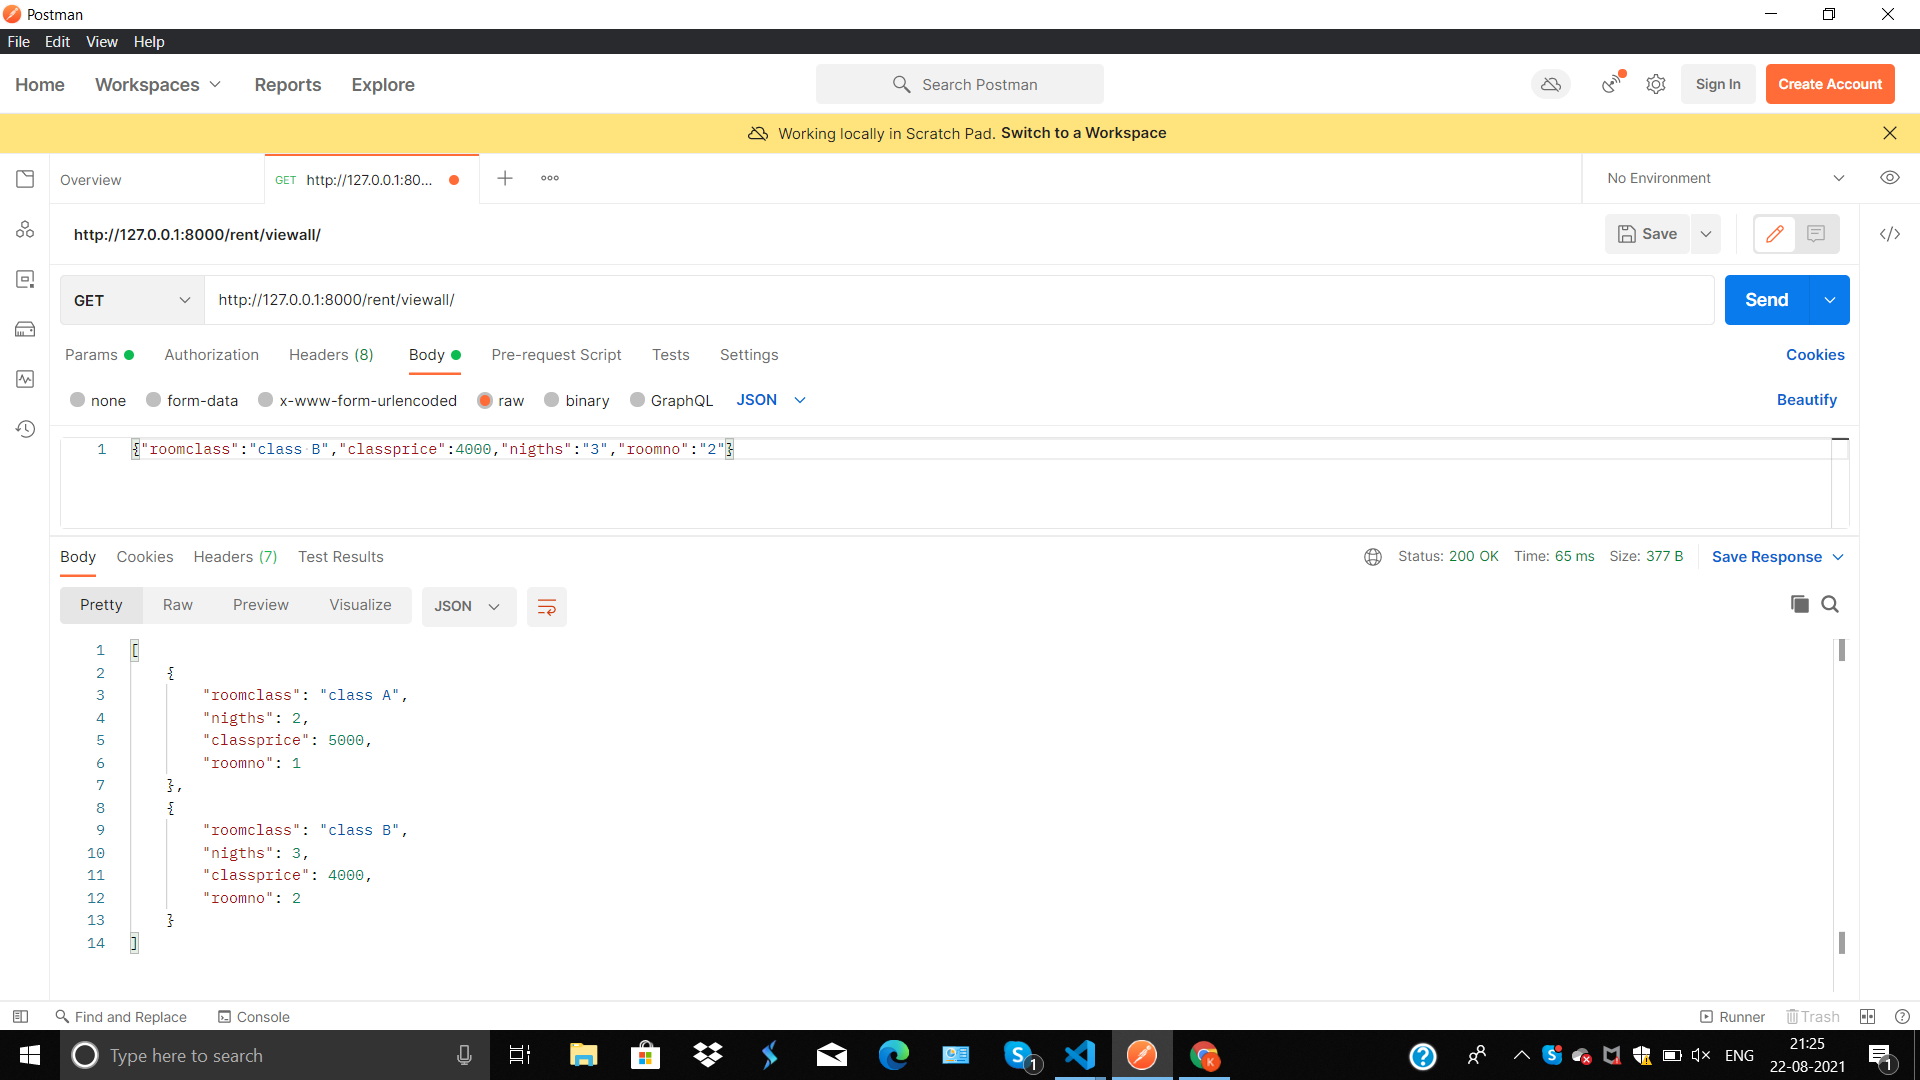 Postman
File Edit View Help
Home Workspaces Reports Explore Search Postman Sign In Create Account
Working locally in Scratch Pad. Switch to a Workspace
Overview GET http://127.0.0.1:80... No Environment
http://127.0.0.1:8000/rent/viewall/ Save
GET http://127.0.0.1:8000/rent/viewall/ Send
Params Authorization Headers (8) Body Pre-request Script Tests Settings Cookies
none form-data x-www-form-urlencoded raw binary GraphQL JSON Beautify
1 {"roomclass":"class B","classprice":4000,"nigths":"3","roomno":"2"}
Body Cookies Headers (7) Test Results Status: 200 OK Time: 65 ms Size: 377 B Save Response
Pretty Raw Preview Visualize JSON
1 [
2 {
3 "roomclass": "class A",
4 "nigths": 2,
5 "classprice": 5000,
6 "roomno": 1
7 },
8 {
9 "roomclass": "class B",
10 "nigths": 3,
11 "classprice": 4000,
12 "roomno": 2
13 }
14 ]
Find and Replace Console Runner Trash
Type here to search 1 K ENG 21:25
22-08-2021 1